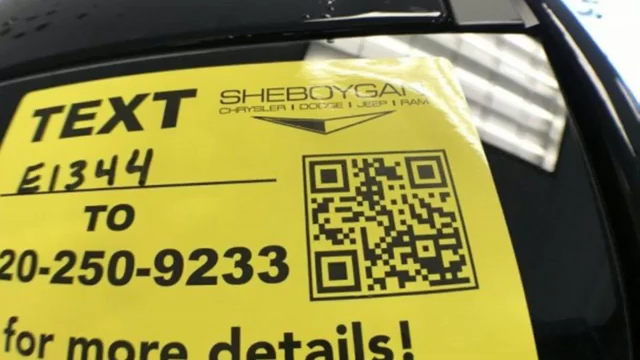 TEXT
SHEBOYGAN
CHRYSLER | DODGE | JEEP | RAM
E1344
TO
20-250-9233
for more details!